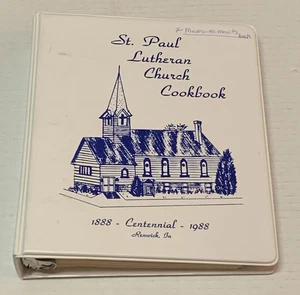 St. Paul
Lutheran
Church
Cookbook
1888 - Centennial - 1988
Renwick, Ia